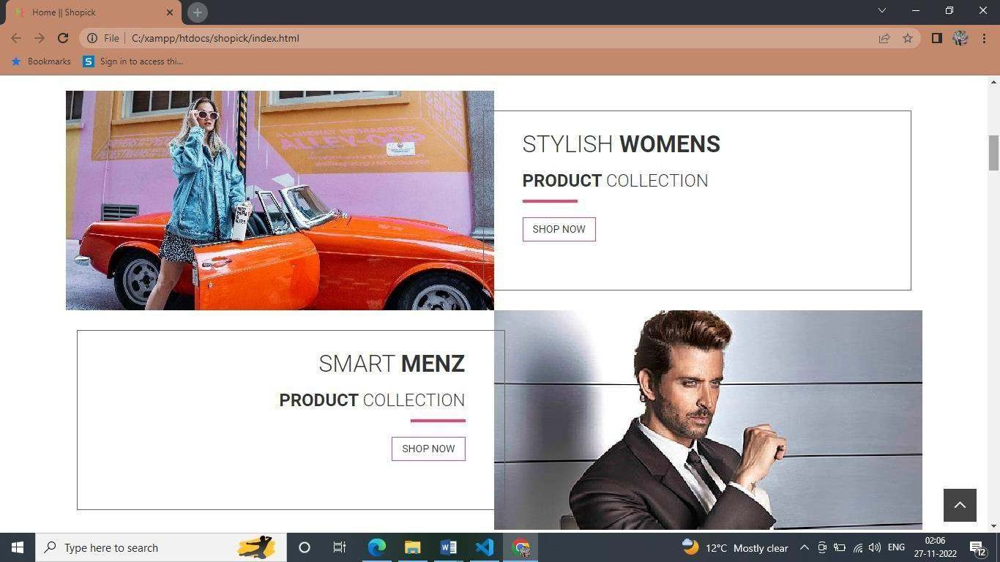 Home || Shopick
File
C:/xampp/htdocs/shopick/index.html
Bookmarks
Sign in to access thi...
ALLEY-OOP
STYLISH WOMENS
PRODUCT COLLECTION
SHOP NOW
SMART MENZ
PRODUCT COLLECTION
SHOP NOW
Type here to search
12°C Mostly clear
ENG
02:06
27-11-2022
12